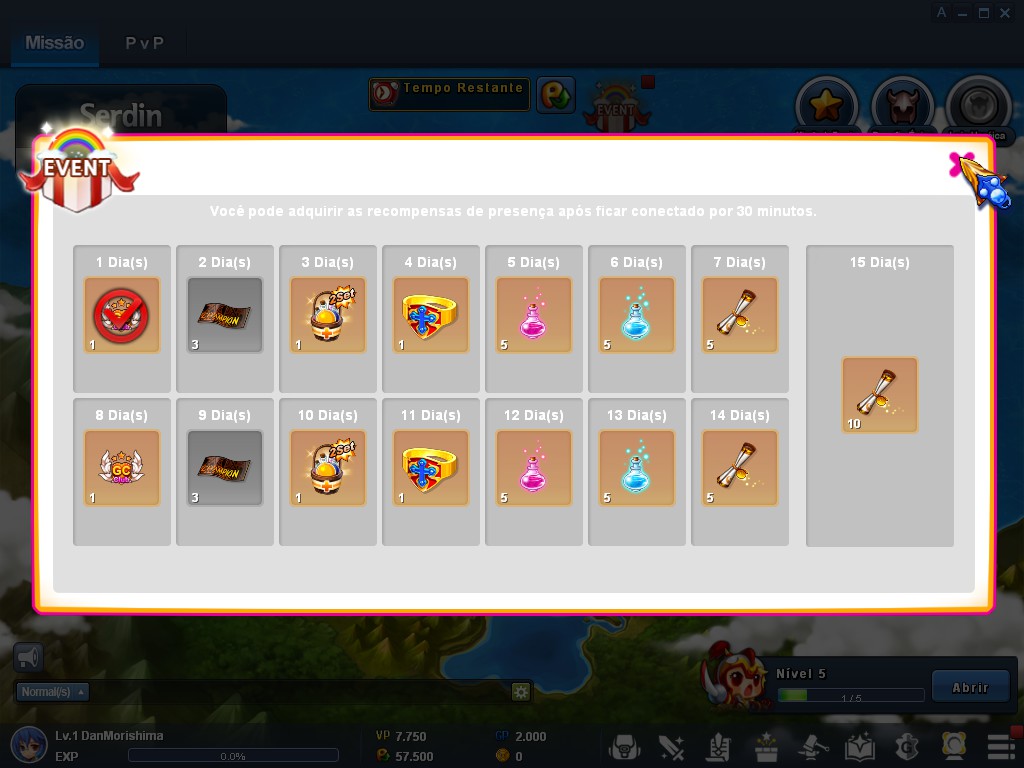 A
Missão PvP
Tempo Restante
EVENT
Serdin
EVENT
Você pode adquirir as recompensas de presença após ficar conectado por 30 minutos.
1 Dia(s) 2 Dia(s) 3 Dia(s) 4 Dia(s) 5 Dia(s) 6 Dia(s) 7 Dia(s) 15 Dia(s)
2Set
CHAMPION
1 3 1 1 5 5 5
10
8 Dia(s) 9 Dia(s) 10 Dia(s) 11 Dia(s) 12 Dia(s) 13 Dia(s) 14 Dia(s)
2Set
GC Club
CHAMPION
1 3 1 1 5 5 5
Nível 5
1 / 5
Abrir
Normal(/s)
Lv.1 DanMorishima
EXP 0.0%
VP 7.750
GP 2.000
57.500
0